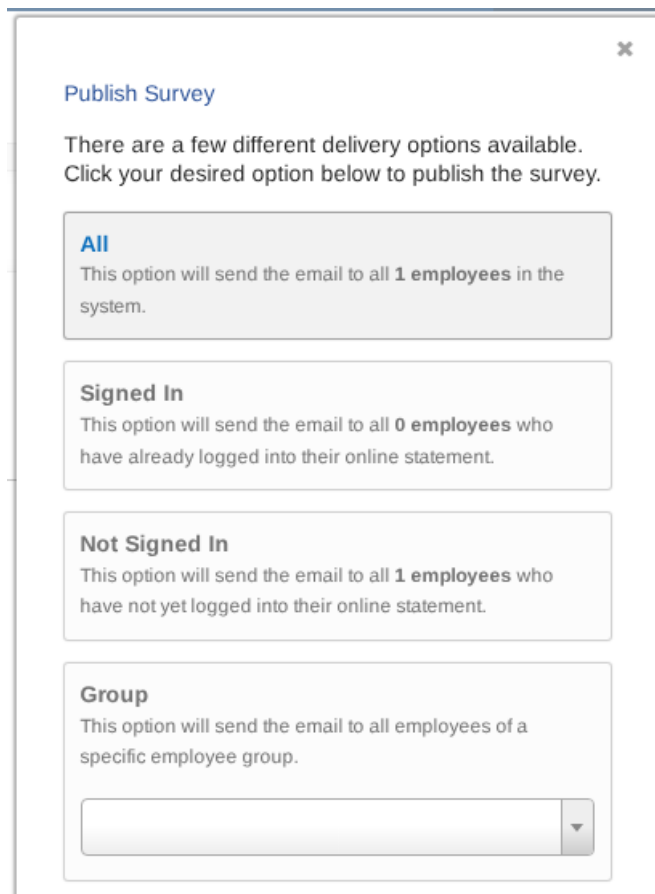 Publish Survey
There are a few different delivery options available.
Click your desired option below to publish the survey.
All
This option will send the email to all 1 employees in the
system.
Signed In
This option will send the email to all 0 employees who
have already logged into their online statement.
Not Signed In
This option will send the email to all 1 employees who
have not yet logged into their online statement.
Group
This option will send the email to all employees of a
specific employee group.